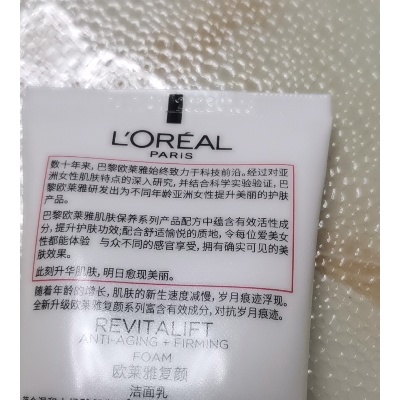 L'ORÉAL
PARIS
数十年来，巴黎欧莱雅始终致力于科技前沿。经过对亚
洲女性肌肤特点的深入研究，并结合科学实验验证，巴
黎欧莱雅研发出为不同年龄亚洲女性提升美丽的护肤
产品。
巴黎欧莱雅肌肤保养系列产品配方中蕴含有效活性成
分，提升护肤功效；配合舒适愉悦的质地，令每位爱美女
性都能体验 与众不同的感官享受，拥有确实可见的美
肤效果。
此刻升华肌肤，明日愈现美丽。
随着年龄的增长，肌肤的新生速度减慢，岁月痕迹浮现。
全新升级欧莱雅复颜系列富含有效成分，对抗岁月痕迹。
REVITALIFT
ANTI-AGING + FIRMING
FOAM
欧莱雅复颜
洁面乳